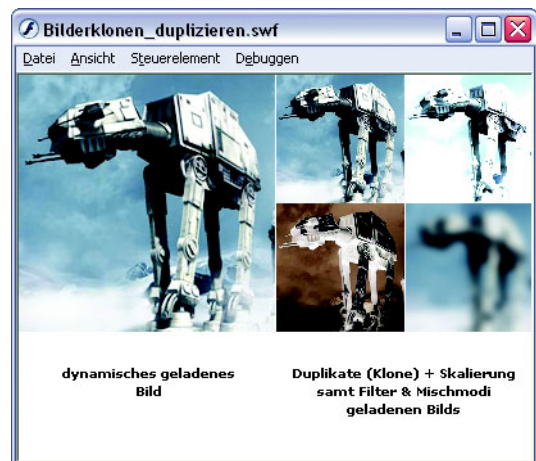 Bilderklonen_duplizieren.swf
Datei Ansicht Steuerelement Debuggen
dynamisches geladenes
Bild
Duplikate (Klone) + Skalierung
samt Filter & Mischmodi
geladenen Bilds